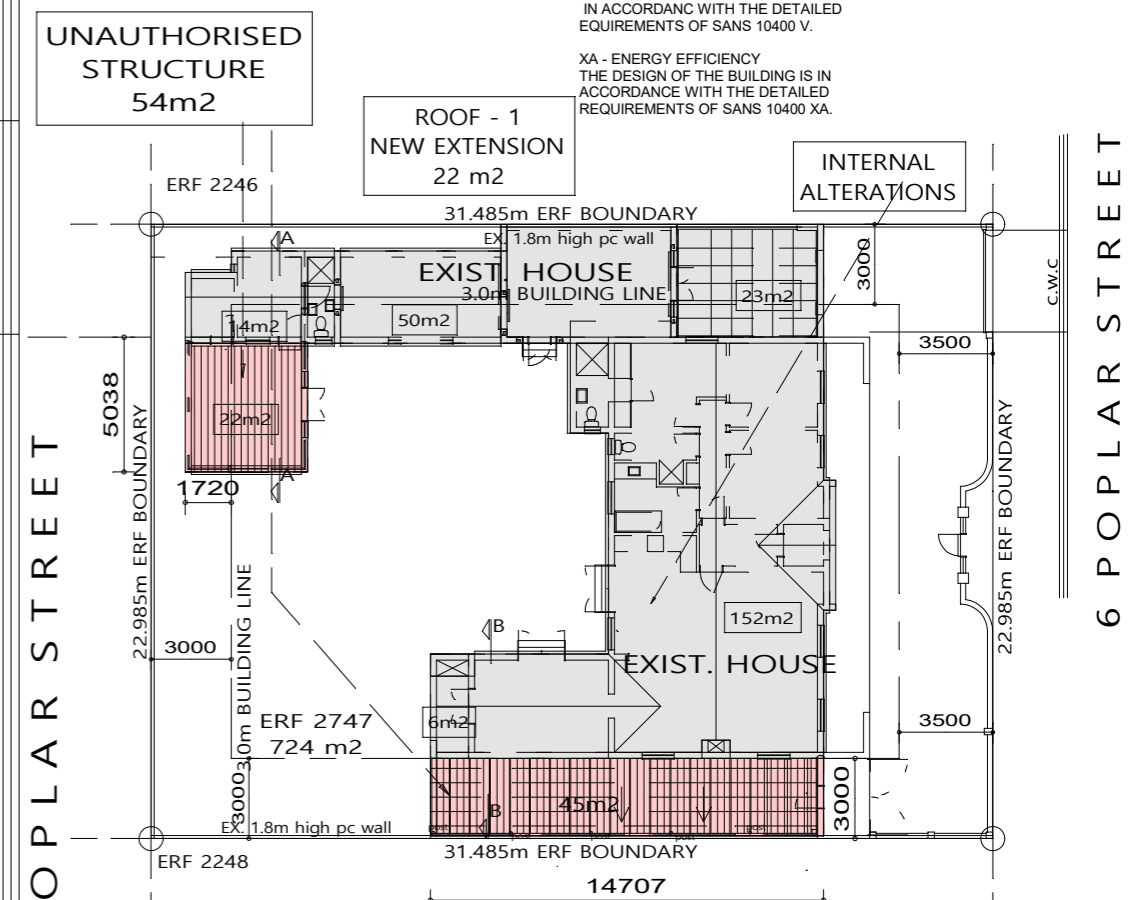 IN ACCORDANC WITH THE DETAILED
EQUIREMENTS OF SANS 10400 V.
XA - ENERGY EFFICIENCY
THE DESIGN OF THE BUILDING IS IN
ACCORDANCE WITH THE DETAILED
REQUIREMENTS OF SANS 10400 XA.
UNAUTHORISED
STRUCTURE
54m2
ROOF - 1
NEW EXTENSION
22 m2
INTERNAL
ALTERATIONS
ERF 2246
31.485m ERF BOUNDARY
A
EX. 1.8m high pc wall
EXIST. HOUSE
3.0m BUILDING LINE
3000
C.W.C
23m2
14m2
50m2
3500
5038
22m2
A
1720
22.985m ERF BOUNDARY
22.985m ERF BOUNDARY
6 POPLAR STREET
OPLAR STREET
3.0m BUILDING LINE
3000
B
152m2
EXIST. HOUSE
6m2
ERF 2747
724 m2
3500
3000
45m2
B
3000
EX. 1.8m high pc wall
post
post
post
ERF 2248
31.485m ERF BOUNDARY
14707